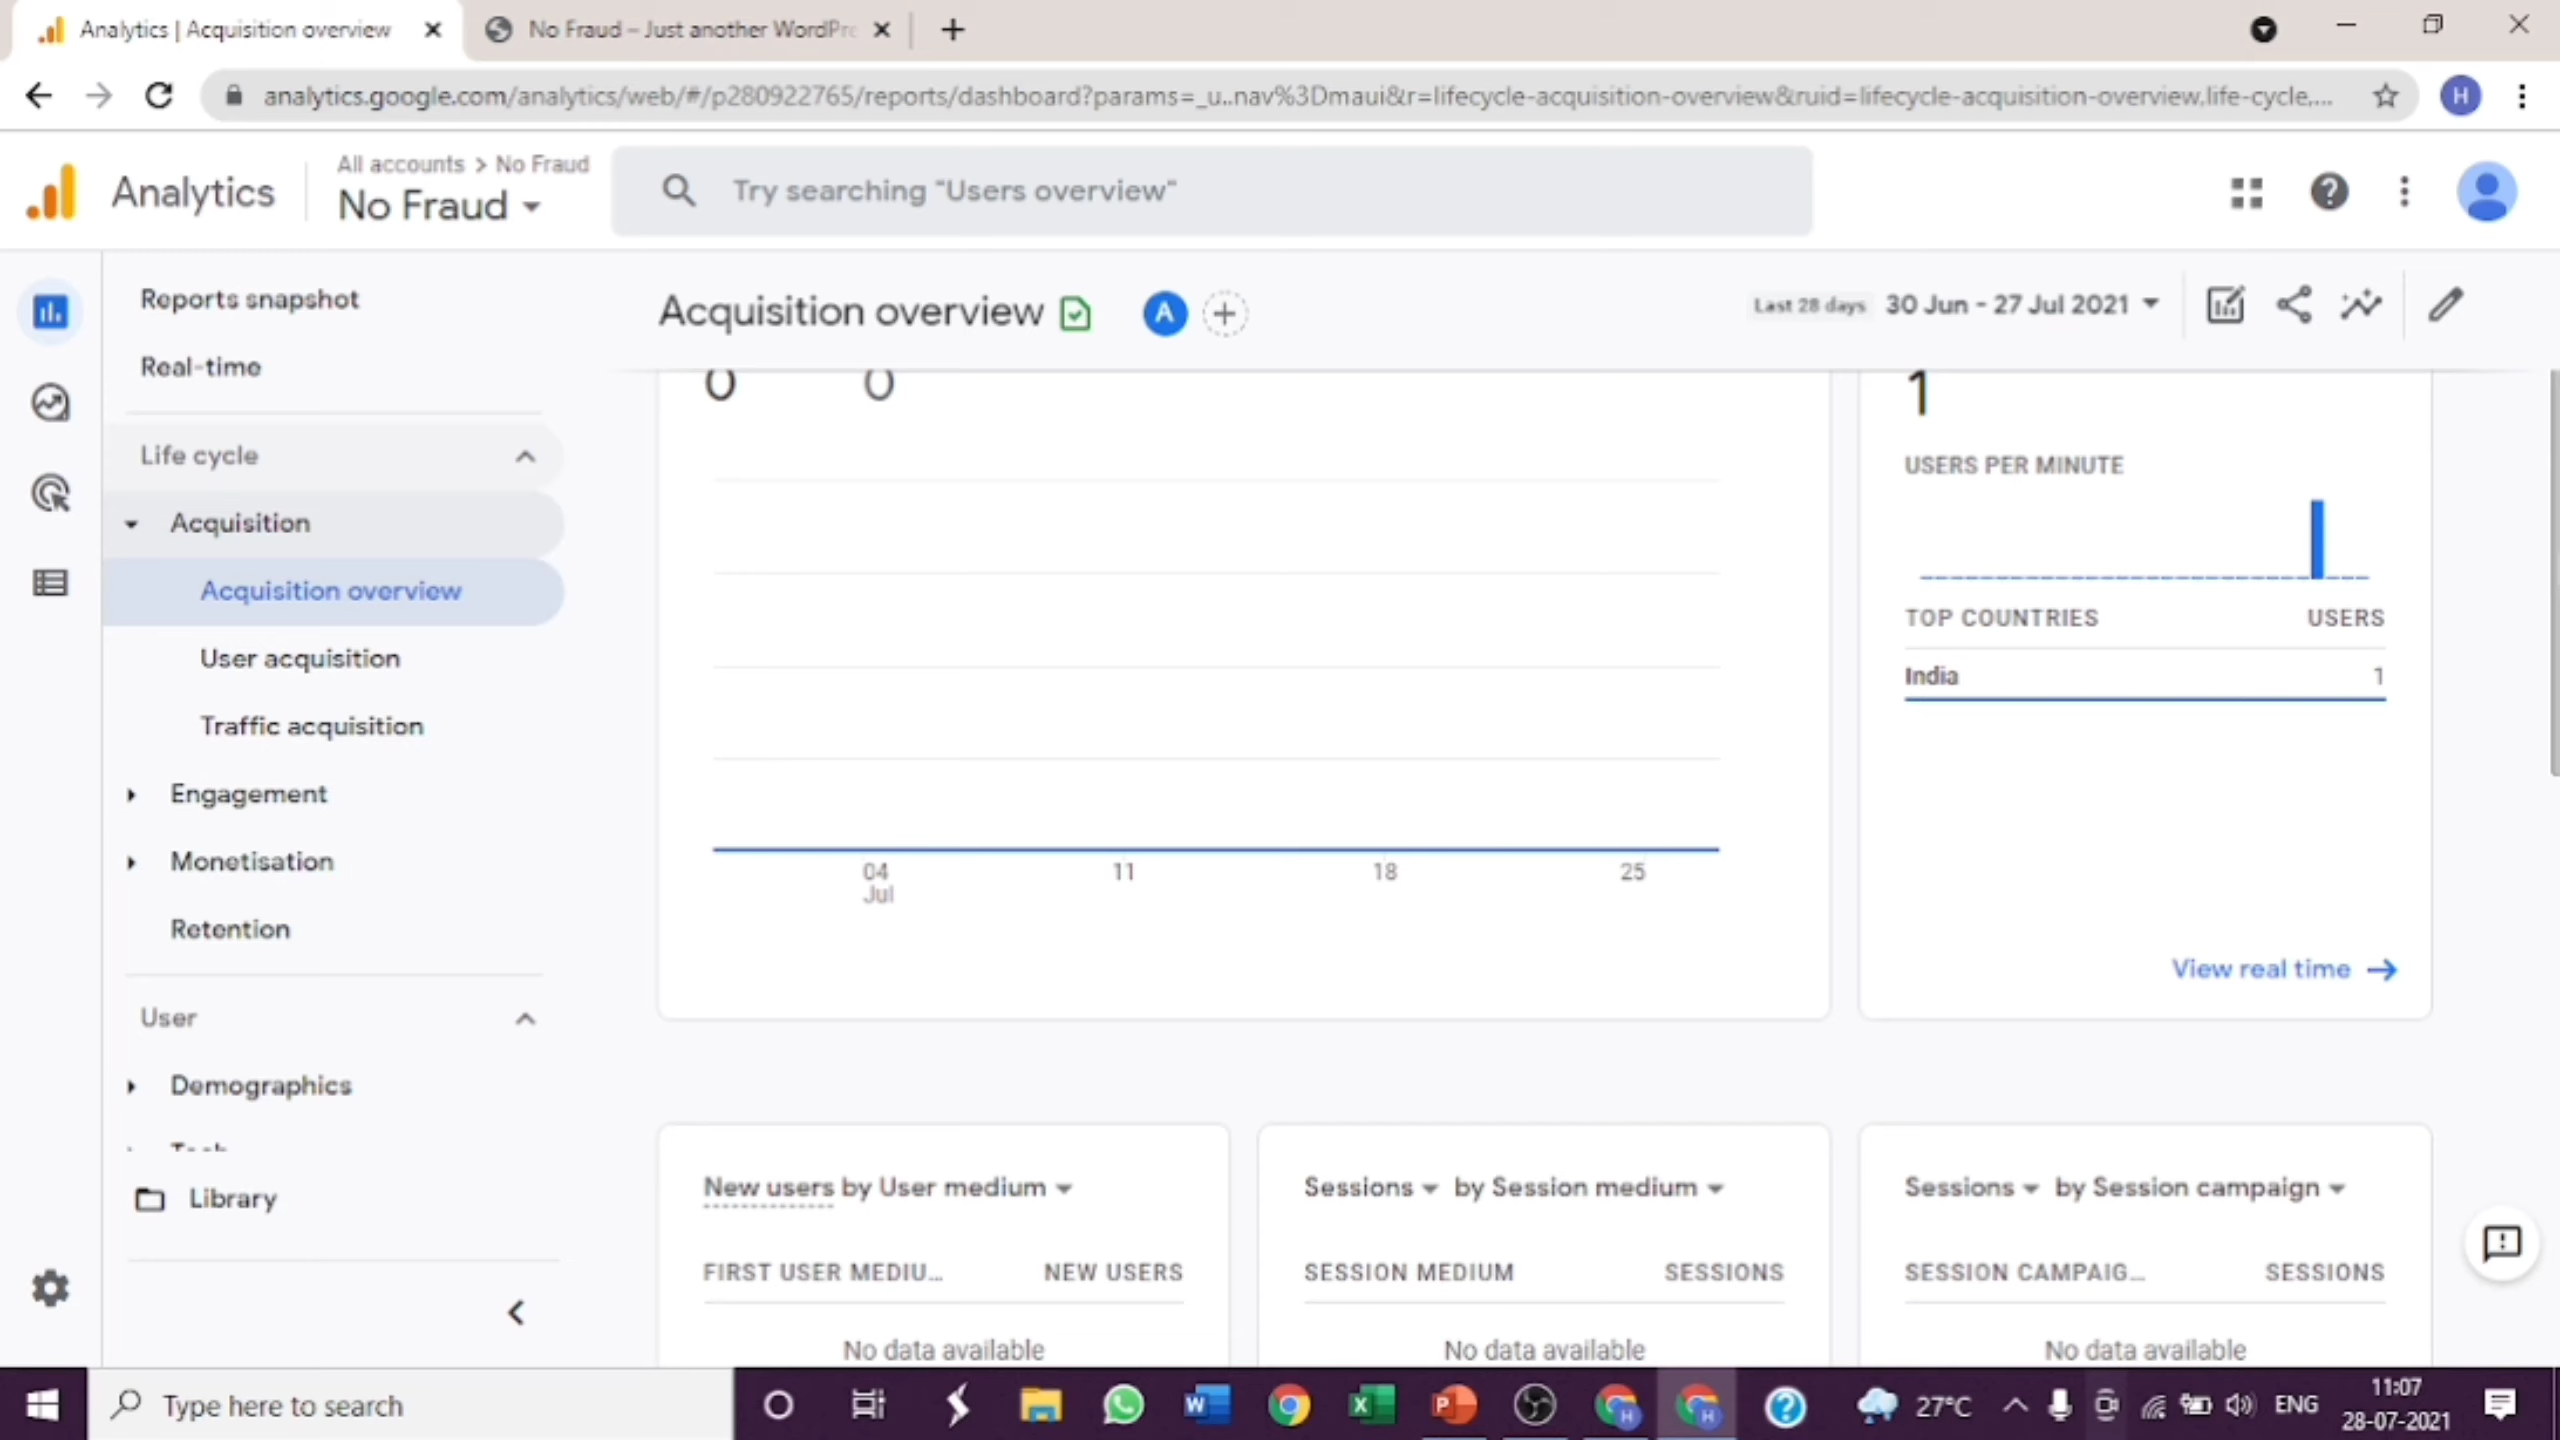 Analytics | Acquisition overview
No Fraud – Just another WordPre
analytics.google.com/analytics/web/#/p280922765/reports/dashboard?params=_u..nav%3Dmaui&r=lifecycle-acquisition-overview&ruid=lifecycle-acquisition-overview,life-cycle,...
H
Analytics
All accounts > No Fraud
No Fraud
Try searching "Users overview"
Reports snapshot
Real-time
Life cycle
Acquisition
Acquisition overview
User acquisition
Traffic acquisition
Engagement
Monetisation
Retention
User
Demographics
Tech
Library
Acquisition overview
A
Last 28 days 30 Jun - 27 Jul 2021
0 0
04 11 18 25
Jul
1
USERS PER MINUTE
TOP COUNTRIES USERS
India 1
View real time
New users by User medium
FIRST USER MEDIU... NEW USERS
No data available
Sessions by Session medium
SESSION MEDIUM SESSIONS
No data available
Sessions by Session campaign
SESSION CAMPAIG... SESSIONS
No data available
Type here to search
27°C
ENG
11:07
28-07-2021